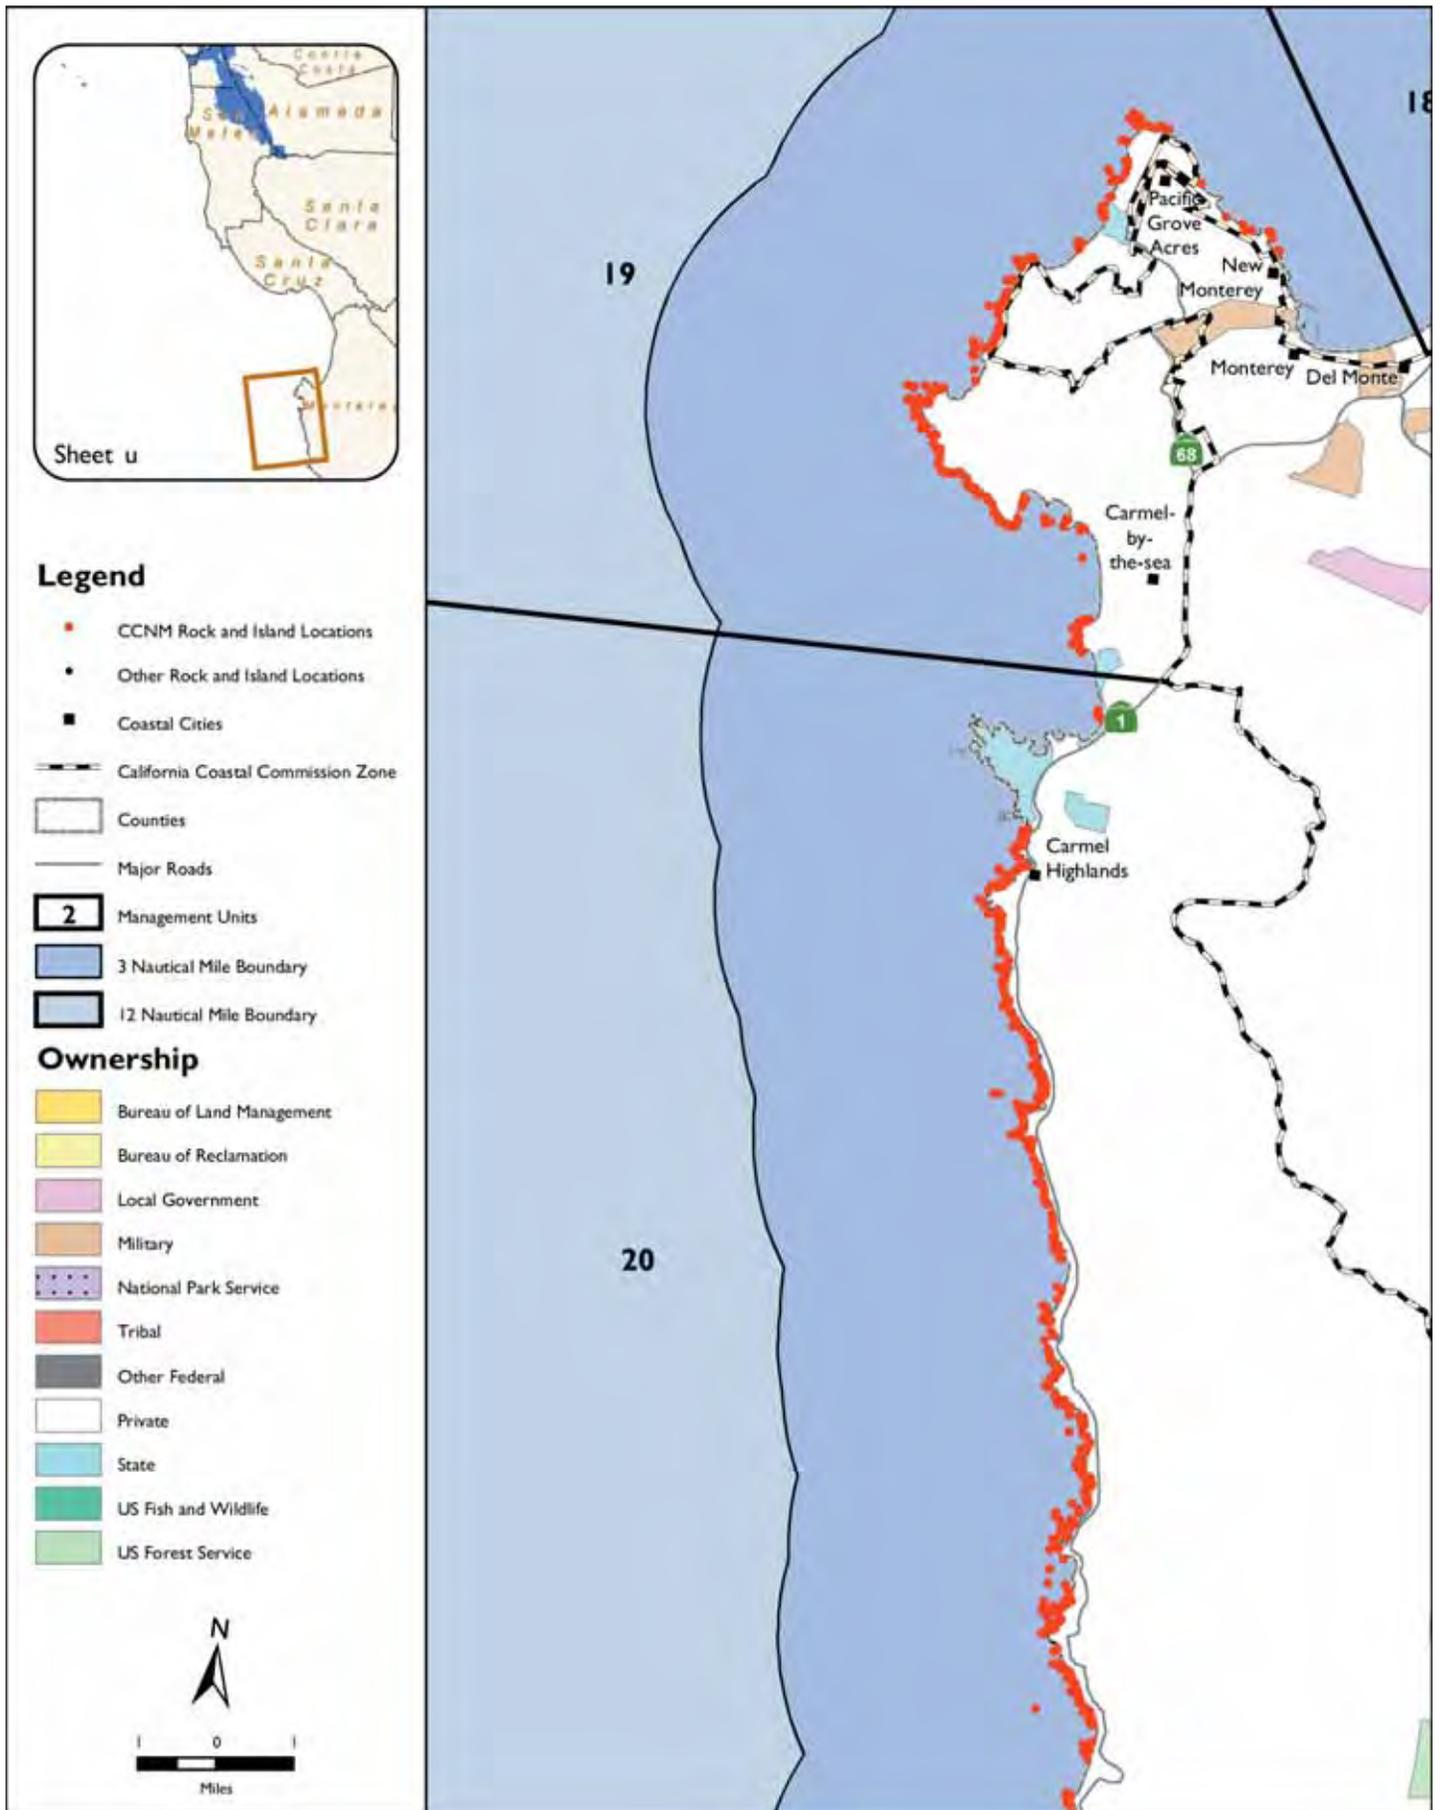 Contra
Costa
San
Mateo
Alameda
Santa
Clara
Santa
Cruz
Monterey
Sheet u
Legend
CCNM Rock and Island Locations
Other Rock and Island Locations
Coastal Cities
California Coastal Commission Zone
Counties
Major Roads
2
Management Units
3 Nautical Mile Boundary
12 Nautical Mile Boundary
Ownership
Bureau of Land Management
Bureau of Reclamation
Local Government
Military
National Park Service
Tribal
Other Federal
Private
State
US Fish and Wildlife
US Forest Service
N
1 0 1
Miles
18
19
Pacific
Grove
Acres
New
Monterey
Monterey
Del Monte
68
Carmel-
by-
the-sea
1
Carmel
Highlands
20